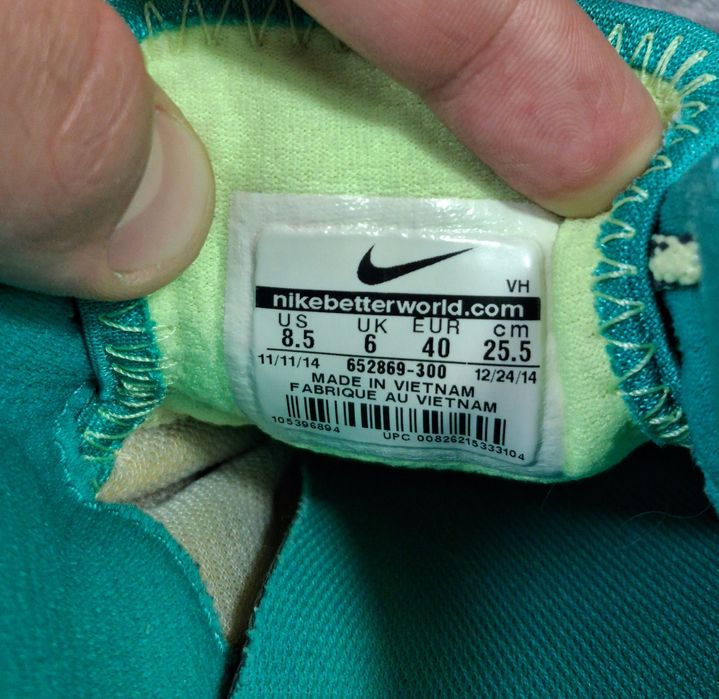 VH
nikebetterworld.com
US UK EUR cm
8.5 6 40 25.5
11/11/14 652869-300 12/24/14
MADE IN VIETNAM
FABRIQUE AU VIETNAM
105396894 UPC 00826215333104